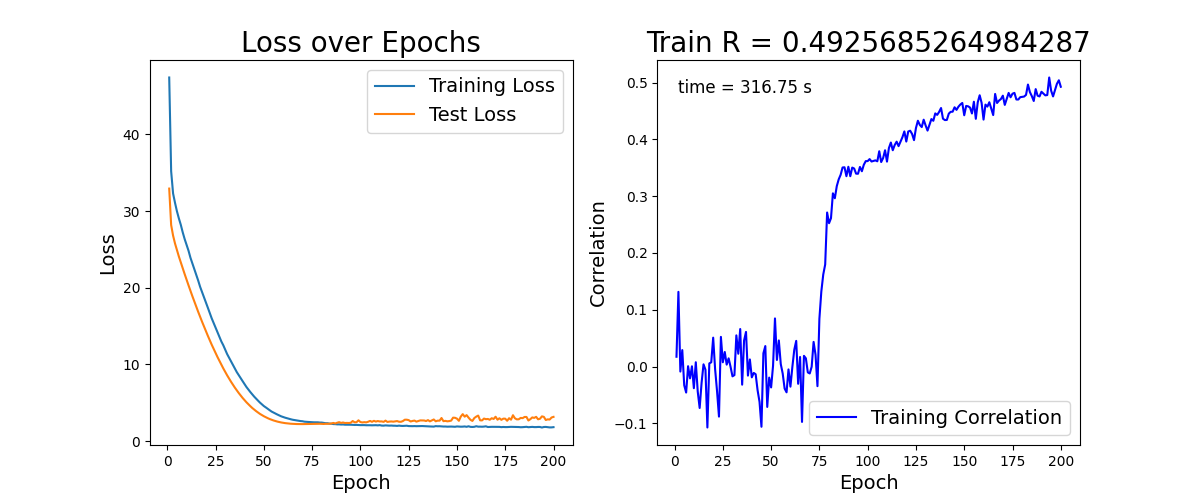 Loss over Epochs
Training Loss
Test Loss
40
30
20
10
0
Loss
0 25 50 75 100 125 150 175 200
Epoch
Train R = 0.4925685264984287
time = 316.75 s
0.5
0.4
0.3
0.2
0.1
0.0
−0.1
Correlation
Training Correlation
0 25 50 75 100 125 150 175 200
Epoch